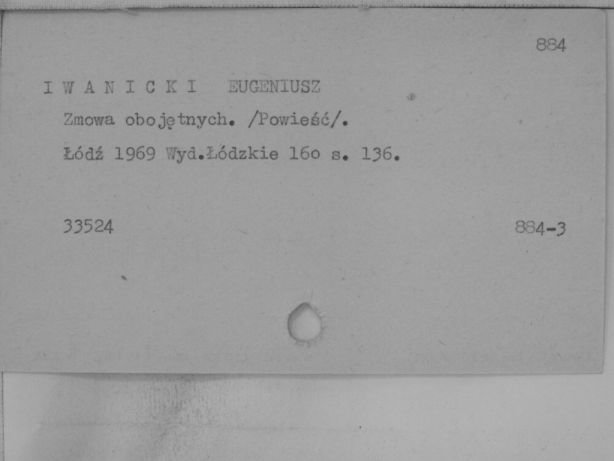 884
I W A N I C K I EUGENIUSZ
Zmowa obojętnych. /Powieść/.
Łódź 1969 Wyd.Łódzkie 16o s. 136.
33524 884-3